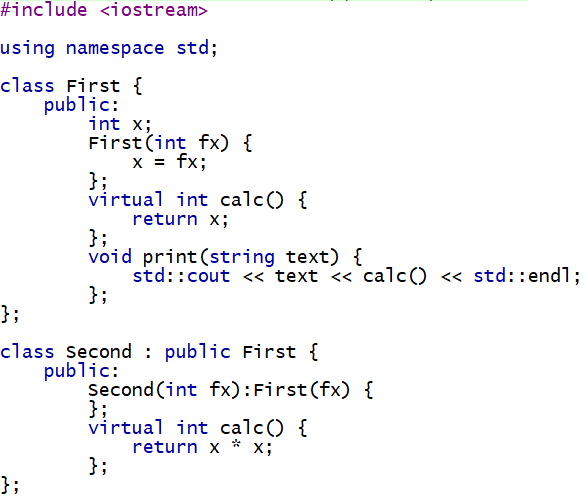 #include <iostream>
using namespace std;
class First {
public:
int x;
First(int fx) {
x = fx;
};
virtual int calc() {
return x;
};
void print(string text) {
std::cout << text << calc() << std::endl;
};
};
class Second : public First {
public:
Second(int fx):First(fx) {
};
virtual int calc() {
return x * x;
};
};